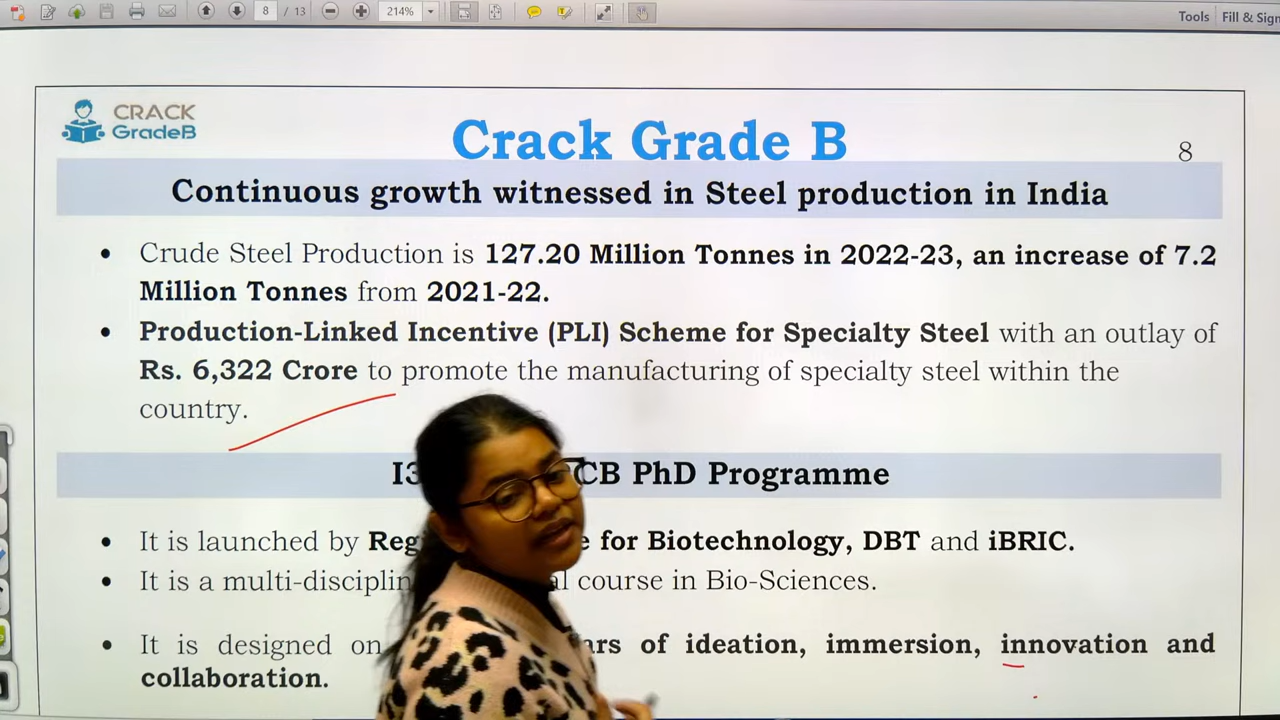 8 / 13 214% Tools Fill & Sign
CRACK
GradeB
Crack Grade B
8
Continuous growth witnessed in Steel production in India
• Crude Steel Production is 127.20 Million Tonnes in 2022-23, an increase of 7.2
Million Tonnes from 2021-22.
• Production-Linked Incentive (PLI) Scheme for Specialty Steel with an outlay of
Rs. 6,322 Crore to promote the manufacturing of specialty steel within the
country.
CB PhD Programme
• It is launched by for Biotechnology, DBT and iBRIC.
• It is a course in Bio-Sciences.
• It is designed on of ideation, immersion, innovation and
collaboration.